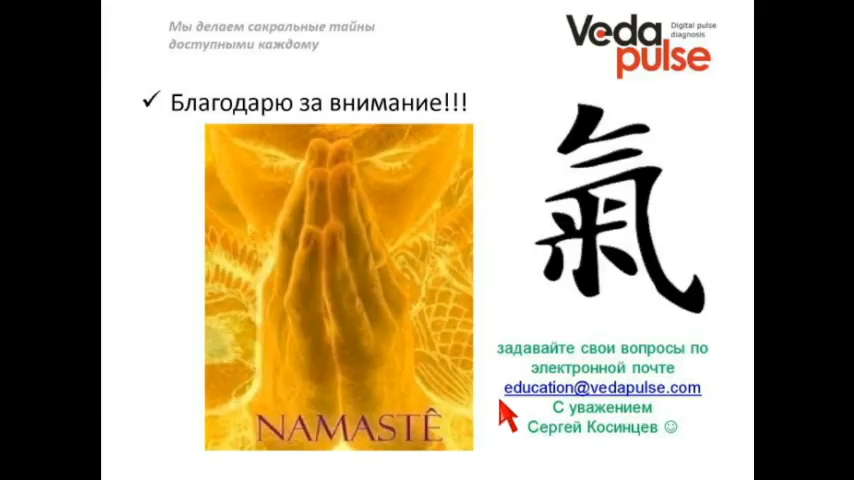 Мы делаем сакральные тайны
доступными каждому
Veda
pulse
Digital pulse
diagnosis
✓ Благодарю за внимание!!!
NAMASTÊ
氣
задавайте свои вопросы по
электронной почте
education@vedapulse.com
С уважением
Сергей Косинцев ☺